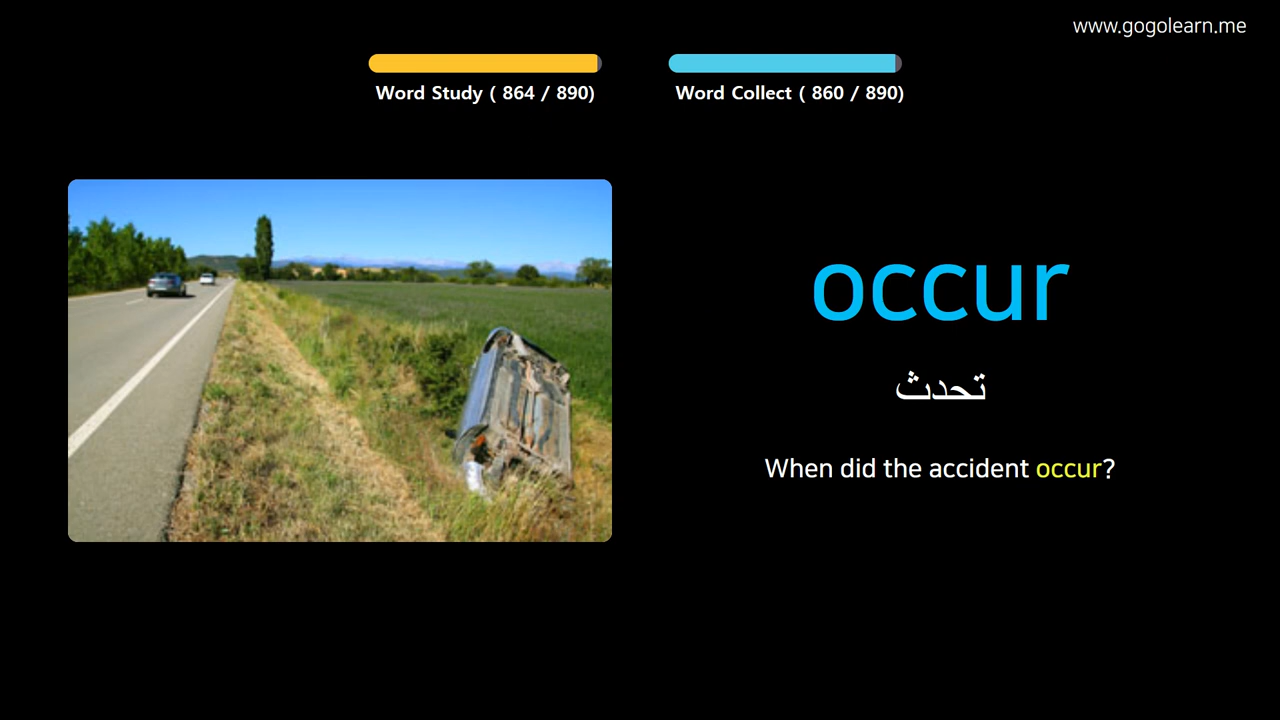 www.gogolearn.me
Word Study ( 864 / 890)
Word Collect ( 860 / 890)
occur
تحدث
When did the accident occur?